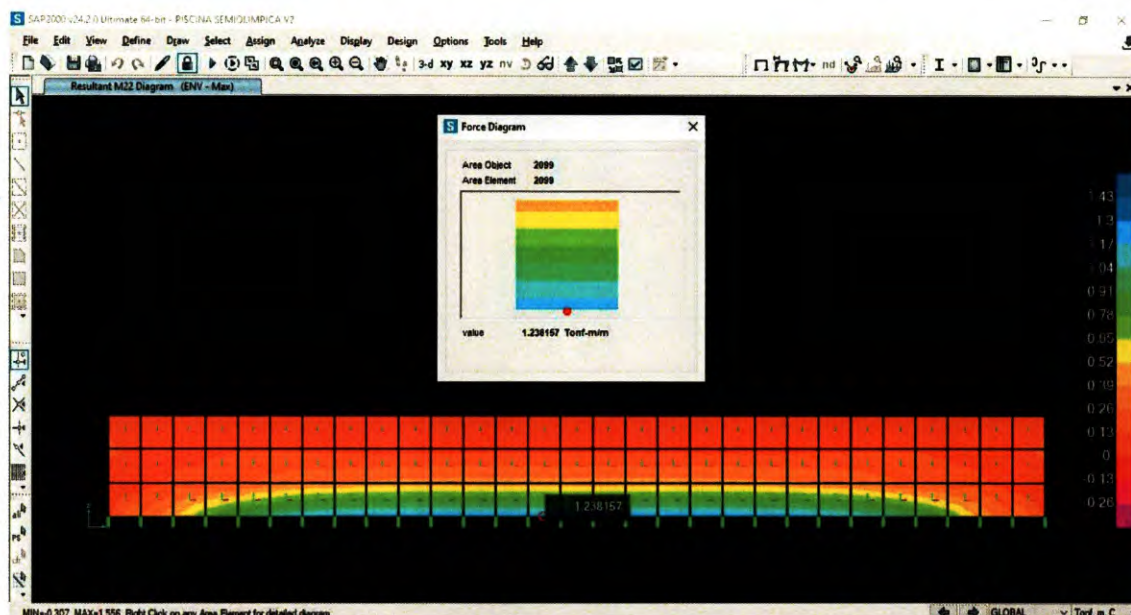 SAP2000 v24.2.0 Ultimate 64-bit - PISCINA SEMIOLIMPICA V2
File Edit View Define Draw Select Assign Analyze Display Design Options Tools Help
3-d xy xz yz nv nd
Resultant M22 Diagram (ENV - Max)
Force Diagram
Area Object 2099
Area Element 2099
value 1.238157 Tonf-m/m
1.43
1.3
1.17
1.04
0.91
0.78
0.65
0.52
0.39
0.26
0.13
0
-0.13
-0.26
1.238157
MIN=-0.307, MAX=1.556, Right Click on any Area Element for detailed diagram
GLOBAL
Tonf, m, C